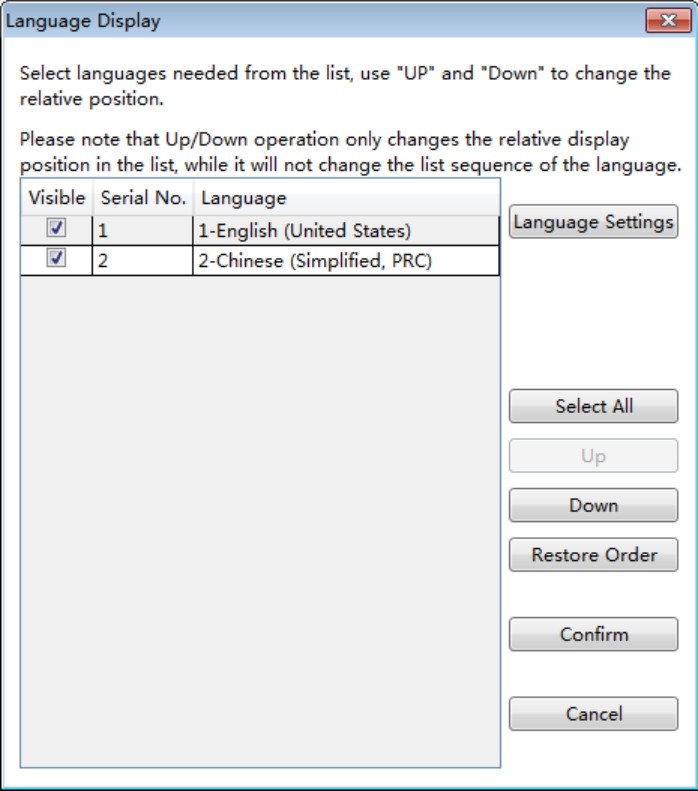 Language Display
Select languages needed from the list, use "UP" and "Down" to change the
relative position.
Please note that Up/Down operation only changes the relative display
position in the list, while it will not change the list sequence of the language.
Visible Serial No. Language
1 1-English (United States)
2 2-Chinese (Simplified, PRC)
Language Settings
Select All
Up
Down
Restore Order
Confirm
Cancel